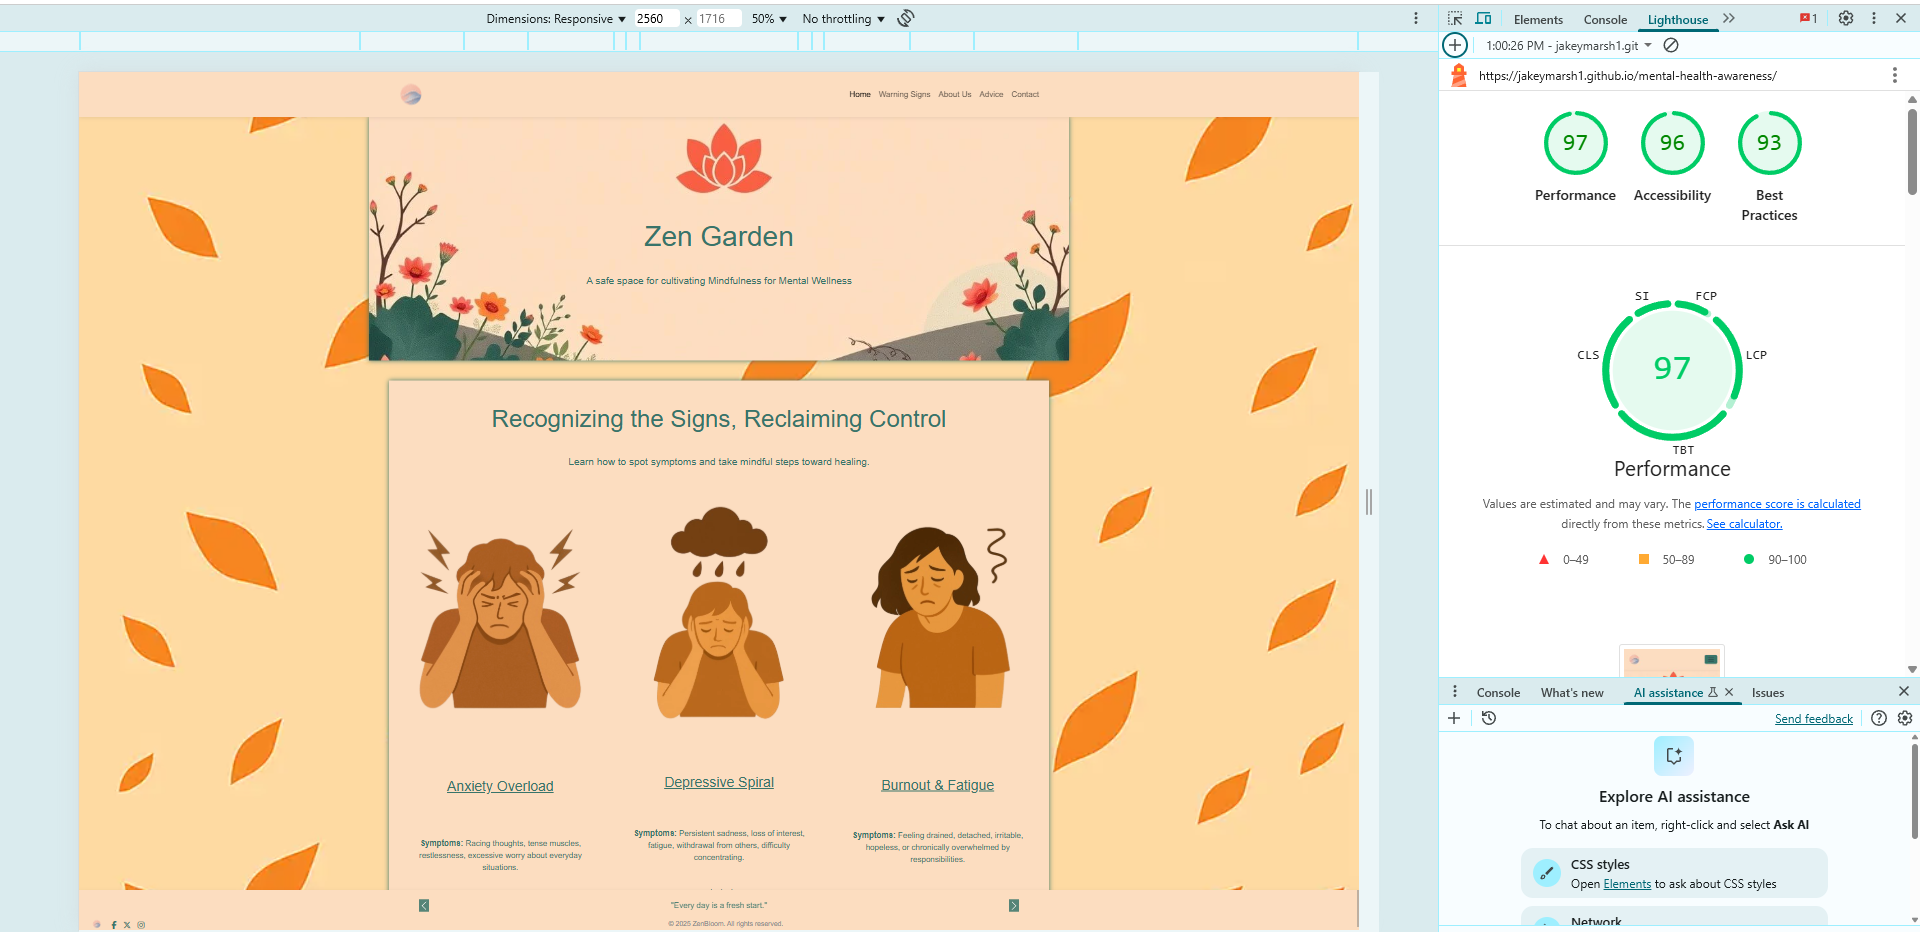 Dimensions: Responsive ▼ 2560 × 1716 50% ▼ No throttling ▼
Elements Console Lighthouse 1
1:00:26 PM - jakeymarsh1.git
https://jakeymarsh1.github.io/mental-health-awareness/
Home Warning Signs About Us Advice Contact
Zen Garden
A safe space for cultivating Mindfulness for Mental Wellness
Recognizing the Signs, Reclaiming Control
Learn how to spot symptoms and take mindful steps toward healing.
Anxiety Overload
Symptoms: Racing thoughts, tense muscles,
restlessness, excessive worry about everyday
situations.
Depressive Spiral
Symptoms: Persistent sadness, loss of interest,
fatigue, withdrawal from others, difficulty
concentrating.
Burnout & Fatigue
Symptoms: Feeling drained, detached, irritable,
hopeless, or chronically overwhelmed by
responsibilities.
"Every day is a fresh start."
© 2025 ZenBloom. All rights reserved.
97 96 93
Performance Accessibility Best
Practices
SI FCP
CLS LCP
97
TBT
Performance
Values are estimated and may vary. The performance score is calculated
directly from these metrics. See calculator.
0–49 50–89 90–100
Console What's new AI assistance Issues
Send feedback
Explore AI assistance
To chat about an item, right-click and select Ask AI
CSS styles
Open Elements to ask about CSS styles
Network